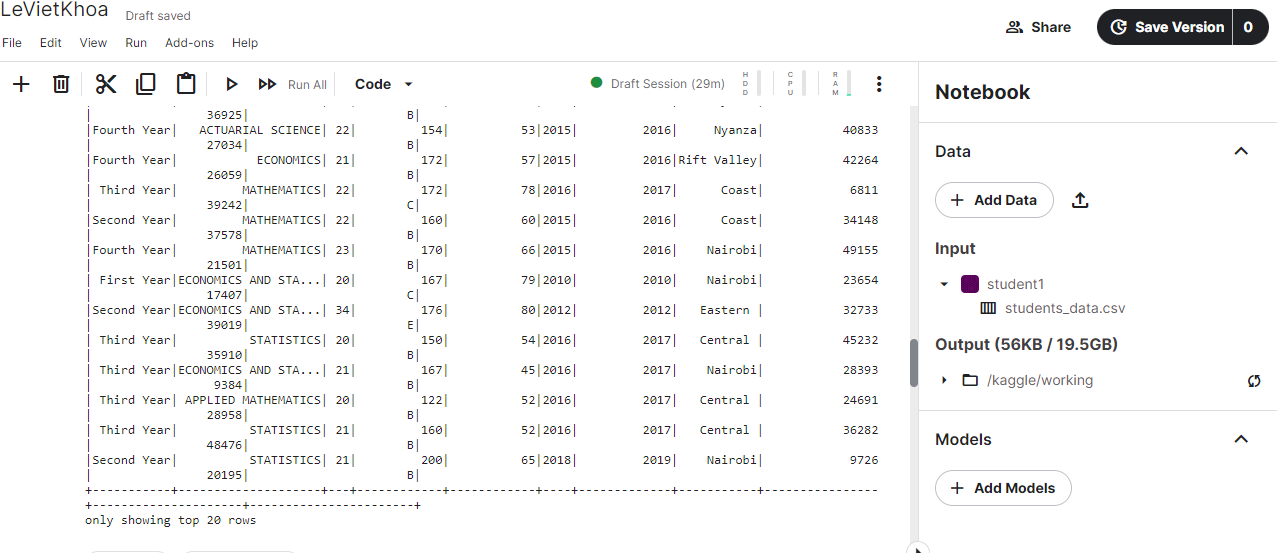 LeVietKhoa Draft saved
Share Save Version 0
File Edit View Run Add-ons Help
Run All Code Draft Session (29m) HDD CPU RAM
| 36925| B|
|Fourth Year| ACTUARIAL SCIENCE| 22| 154| 53|2015| 2016| Nyanza| 40833
| 27034| B|
|Fourth Year| ECONOMICS| 21| 172| 57|2015| 2016|Rift Valley| 42264
| 26059| B|
| Third Year| MATHEMATICS| 22| 172| 78|2016| 2017| Coast| 6811
| 39242| C|
|Second Year| MATHEMATICS| 22| 160| 60|2015| 2016| Coast| 34148
| 37578| B|
|Fourth Year| MATHEMATICS| 23| 170| 66|2015| 2016| Nairobi| 49155
| 21501| B|
| First Year|ECONOMICS AND STA...| 20| 167| 79|2010| 2010| Nairobi| 23654
| 17407| C|
|Second Year|ECONOMICS AND STA...| 34| 176| 80|2012| 2012| Eastern | 32733
| 39019| E|
| Third Year| STATISTICS| 20| 150| 54|2016| 2017| Central | 45232
| 35910| B|
| Third Year|ECONOMICS AND STA...| 21| 167| 45|2016| 2017| Nairobi| 28393
| 9384| B|
| Third Year| APPLIED MATHEMATICS| 20| 122| 52|2016| 2017| Central | 24691
| 28958| B|
| Third Year| STATISTICS| 21| 160| 52|2016| 2017| Central | 36282
| 48476| B|
|Second Year| STATISTICS| 21| 200| 65|2018| 2019| Nairobi| 9726
| 20195| B|
+-----------+--------------------+---+------------+------------+----+------------+-----------+---------------
+--------------------+----------------------+
only showing top 20 rows
Notebook
Data
+ Add Data
Input
student1
students_data.csv
Output (56KB / 19.5GB)
/kaggle/working
Models
+ Add Models